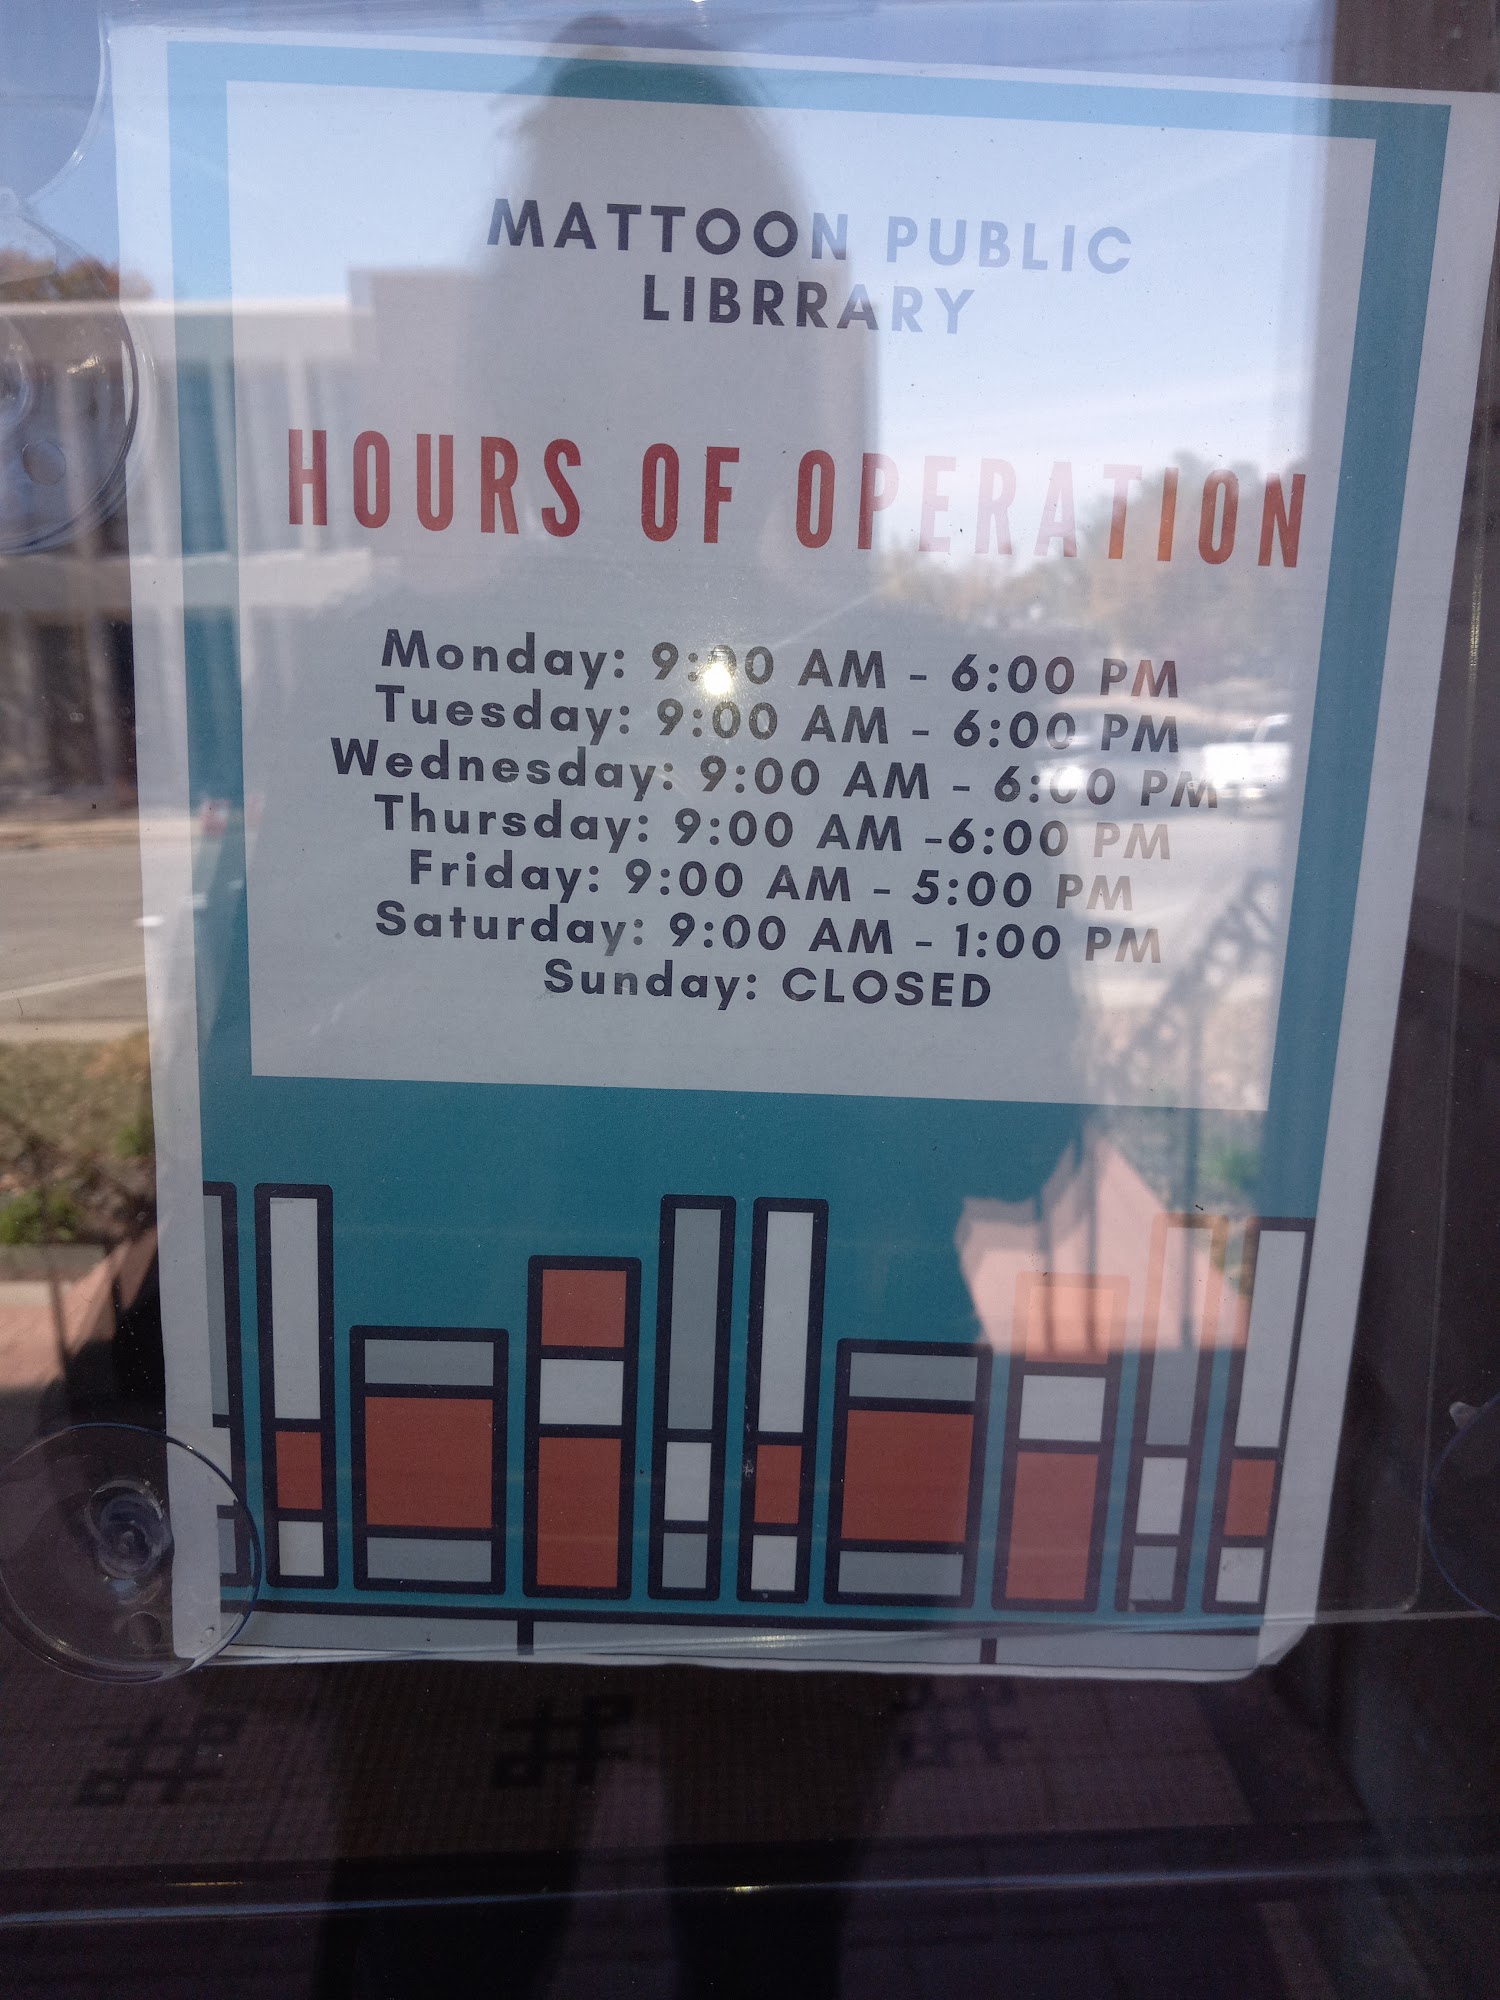 MATTOON PUBLIC
LIBRRARY
HOURS OF OPERATION
Monday: 9:00 AM - 6:00 PM
Tuesday: 9:00 AM - 6:00 PM
Wednesday: 9:00 AM - 6:00 PM
Thursday: 9:00 AM -6:00 PM
Friday: 9:00 AM - 5:00 PM
Saturday: 9:00 AM - 1:00 PM
Sunday: CLOSED